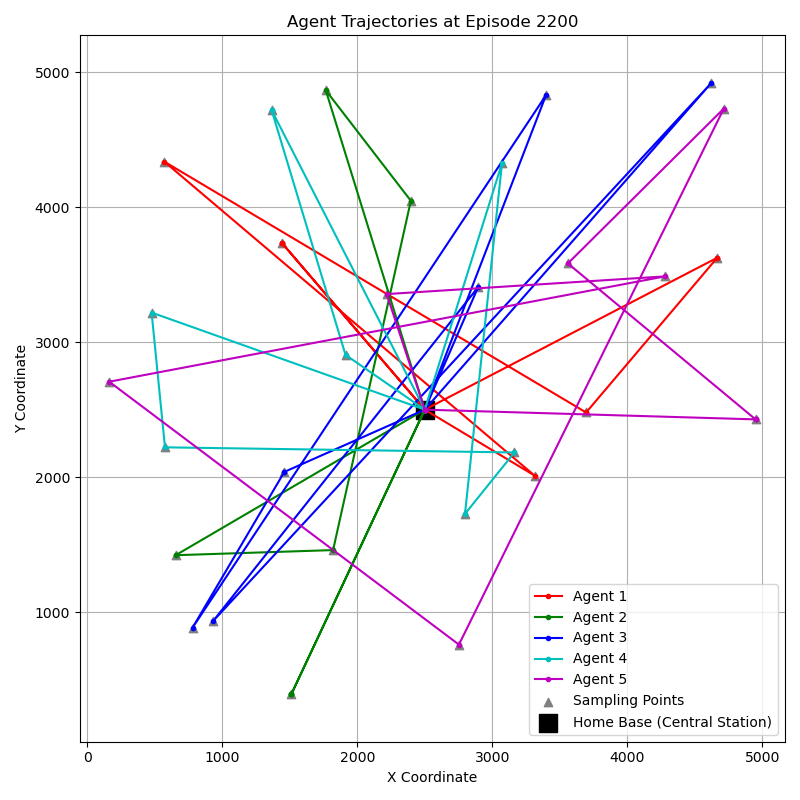 Agent Trajectories at Episode 2200
5000
4000
3000
2000
1000
Y Coordinate
0
1000
2000
3000
4000
5000
X Coordinate
Agent 1
Agent 2
Agent 3
Agent 4
Agent 5
Sampling Points
Home Base (Central Station)